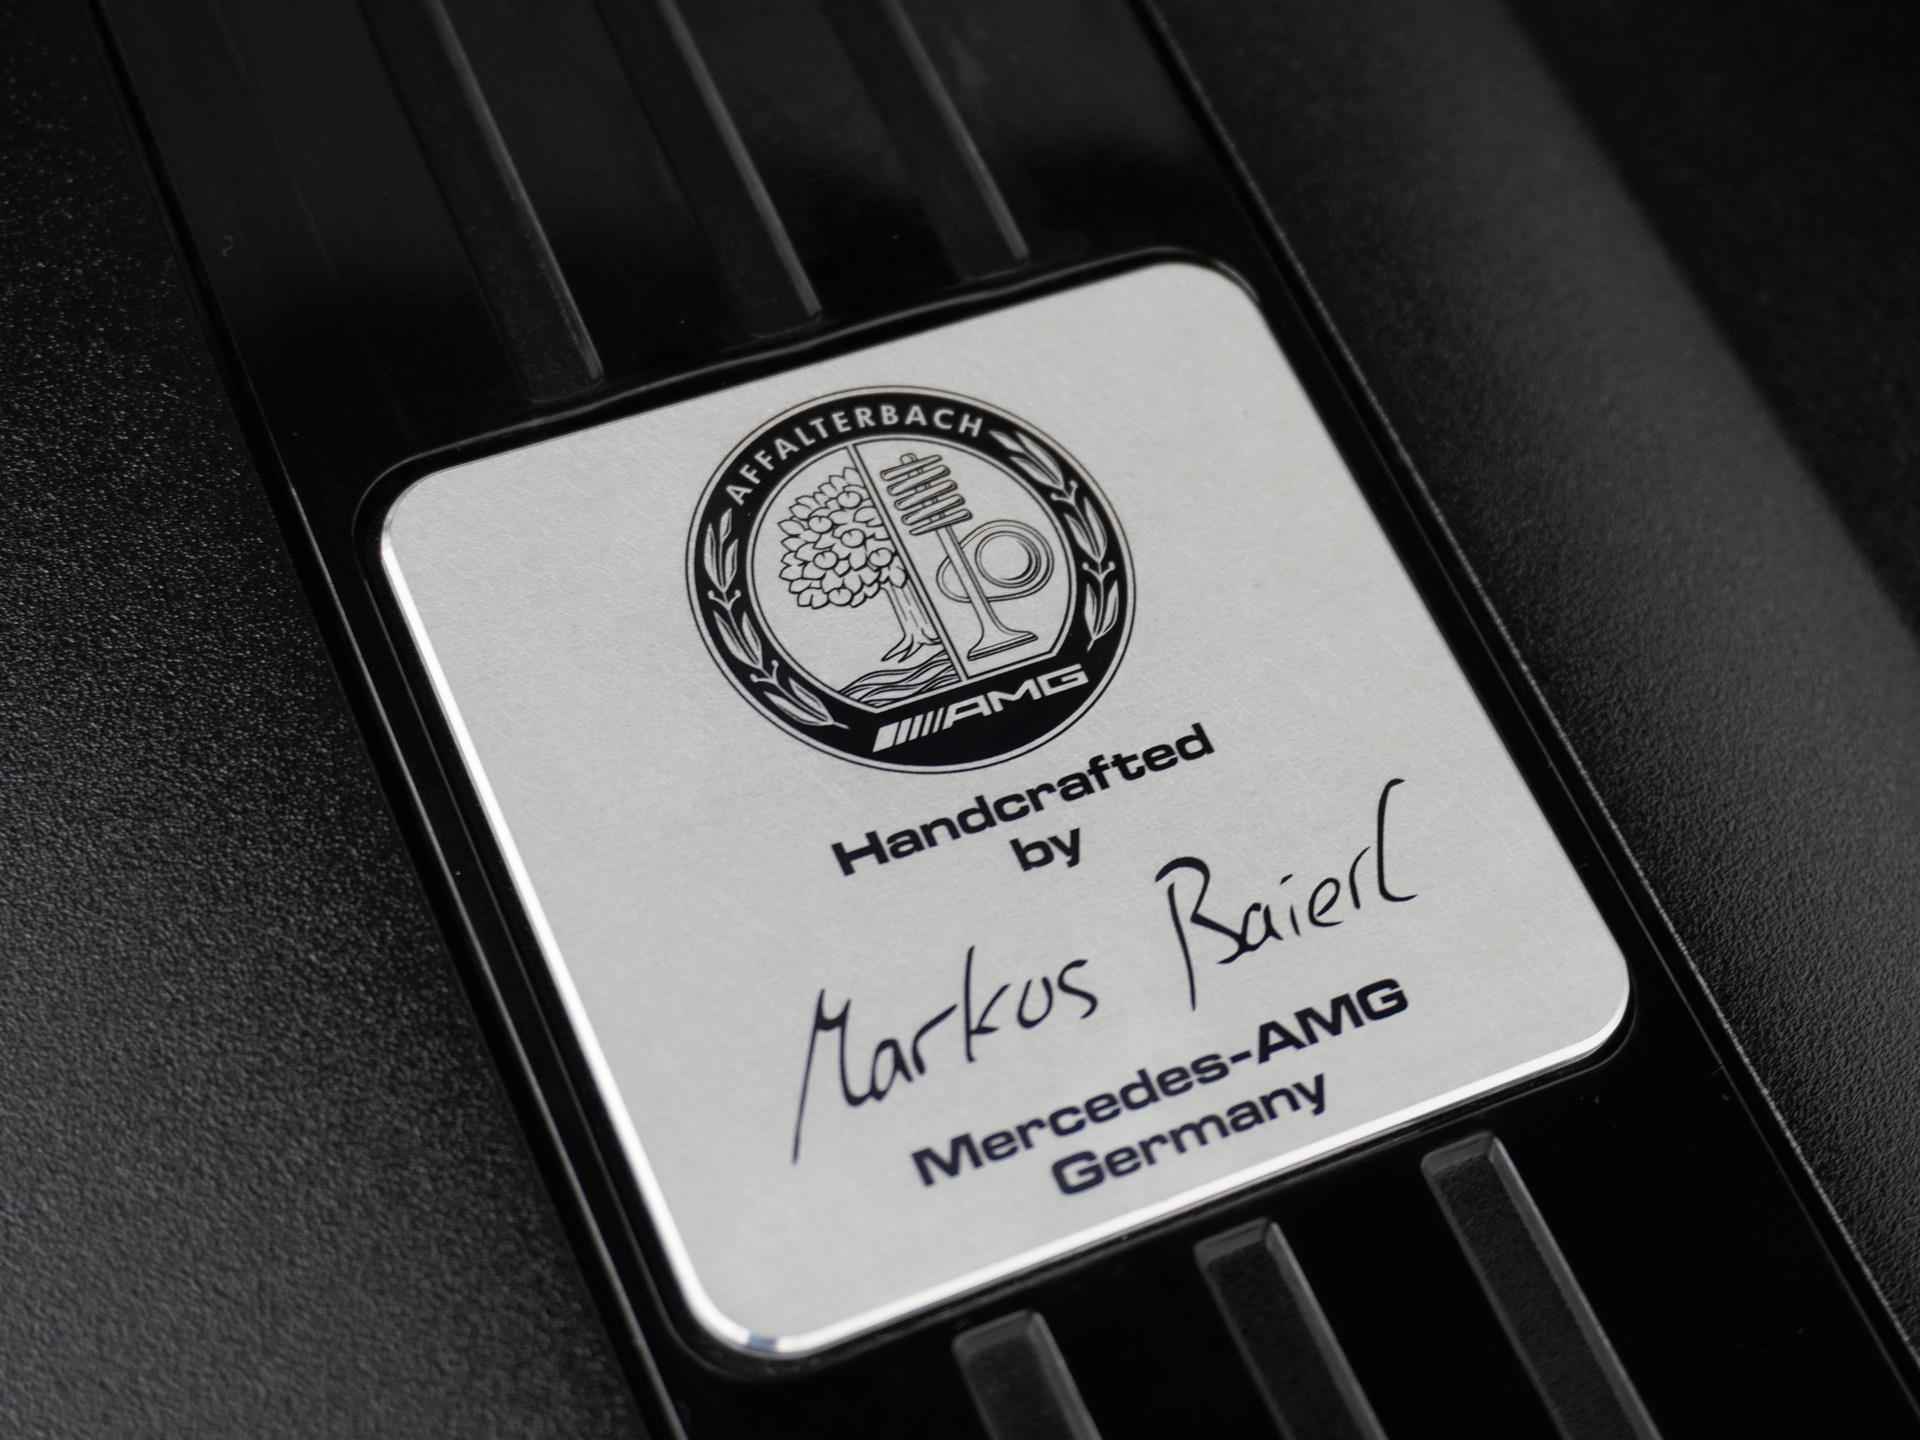 AFFALTERBACH
AMG
Handcrafted
by
Markus Baierl
Mercedes-AMG
Germany